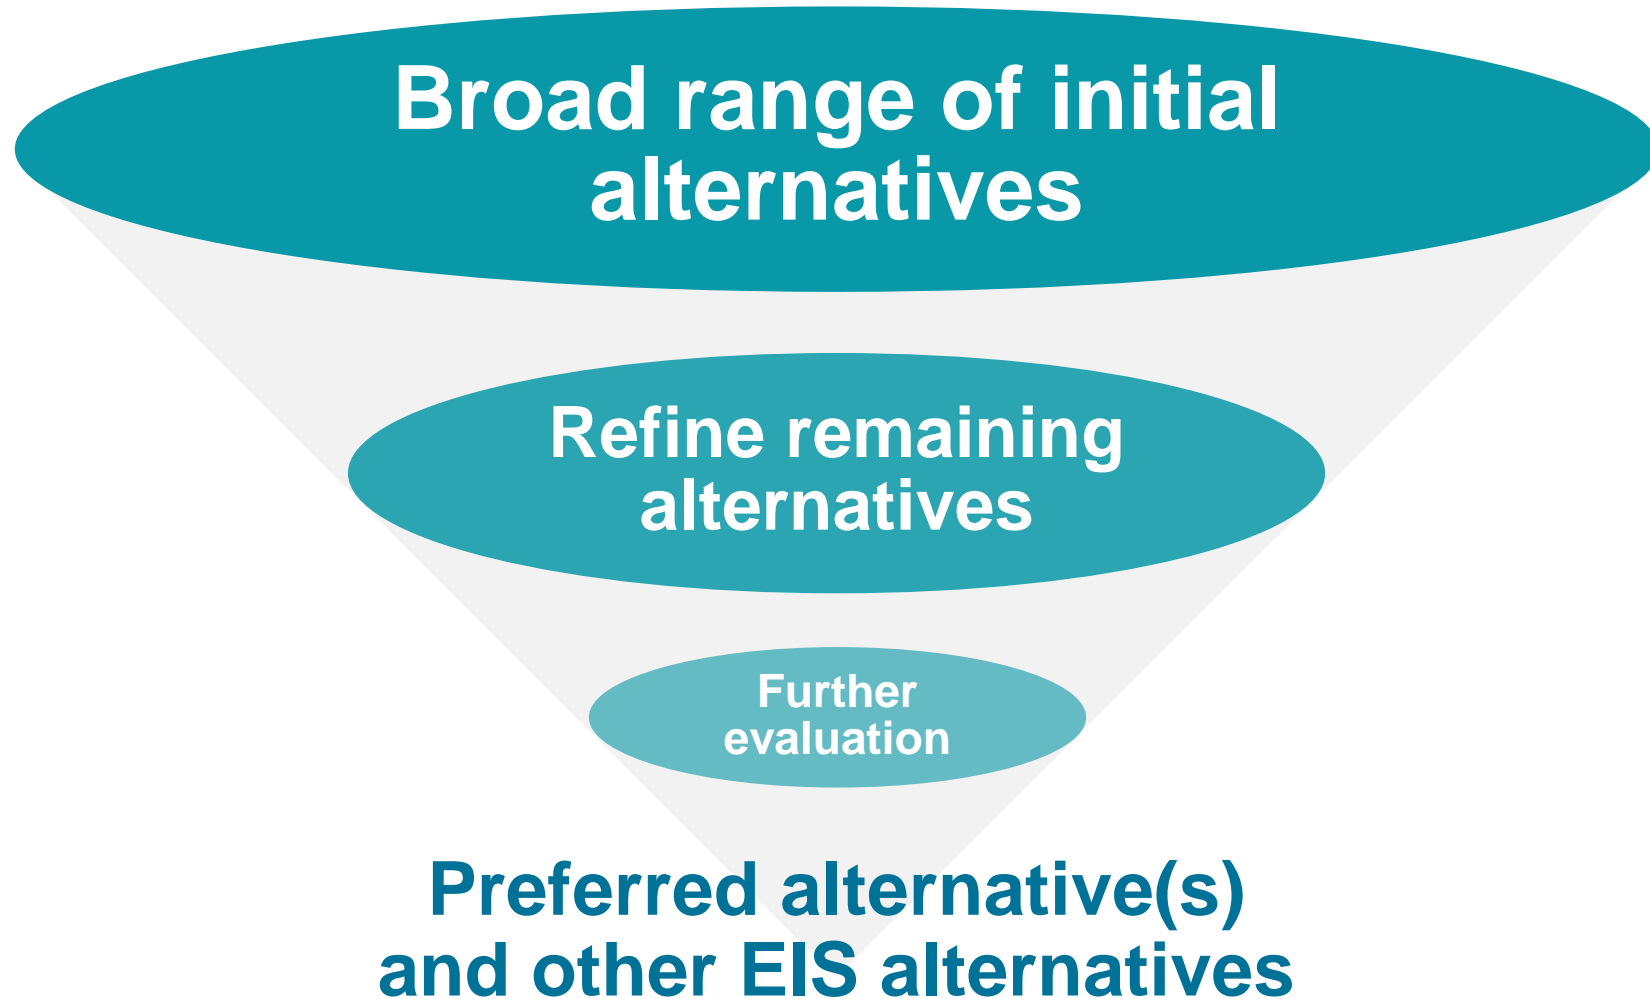 Broad range of initial
alternatives
Refine remaining
alternatives
Further
evaluation
Preferred alternative(s)
and other EIS alternatives